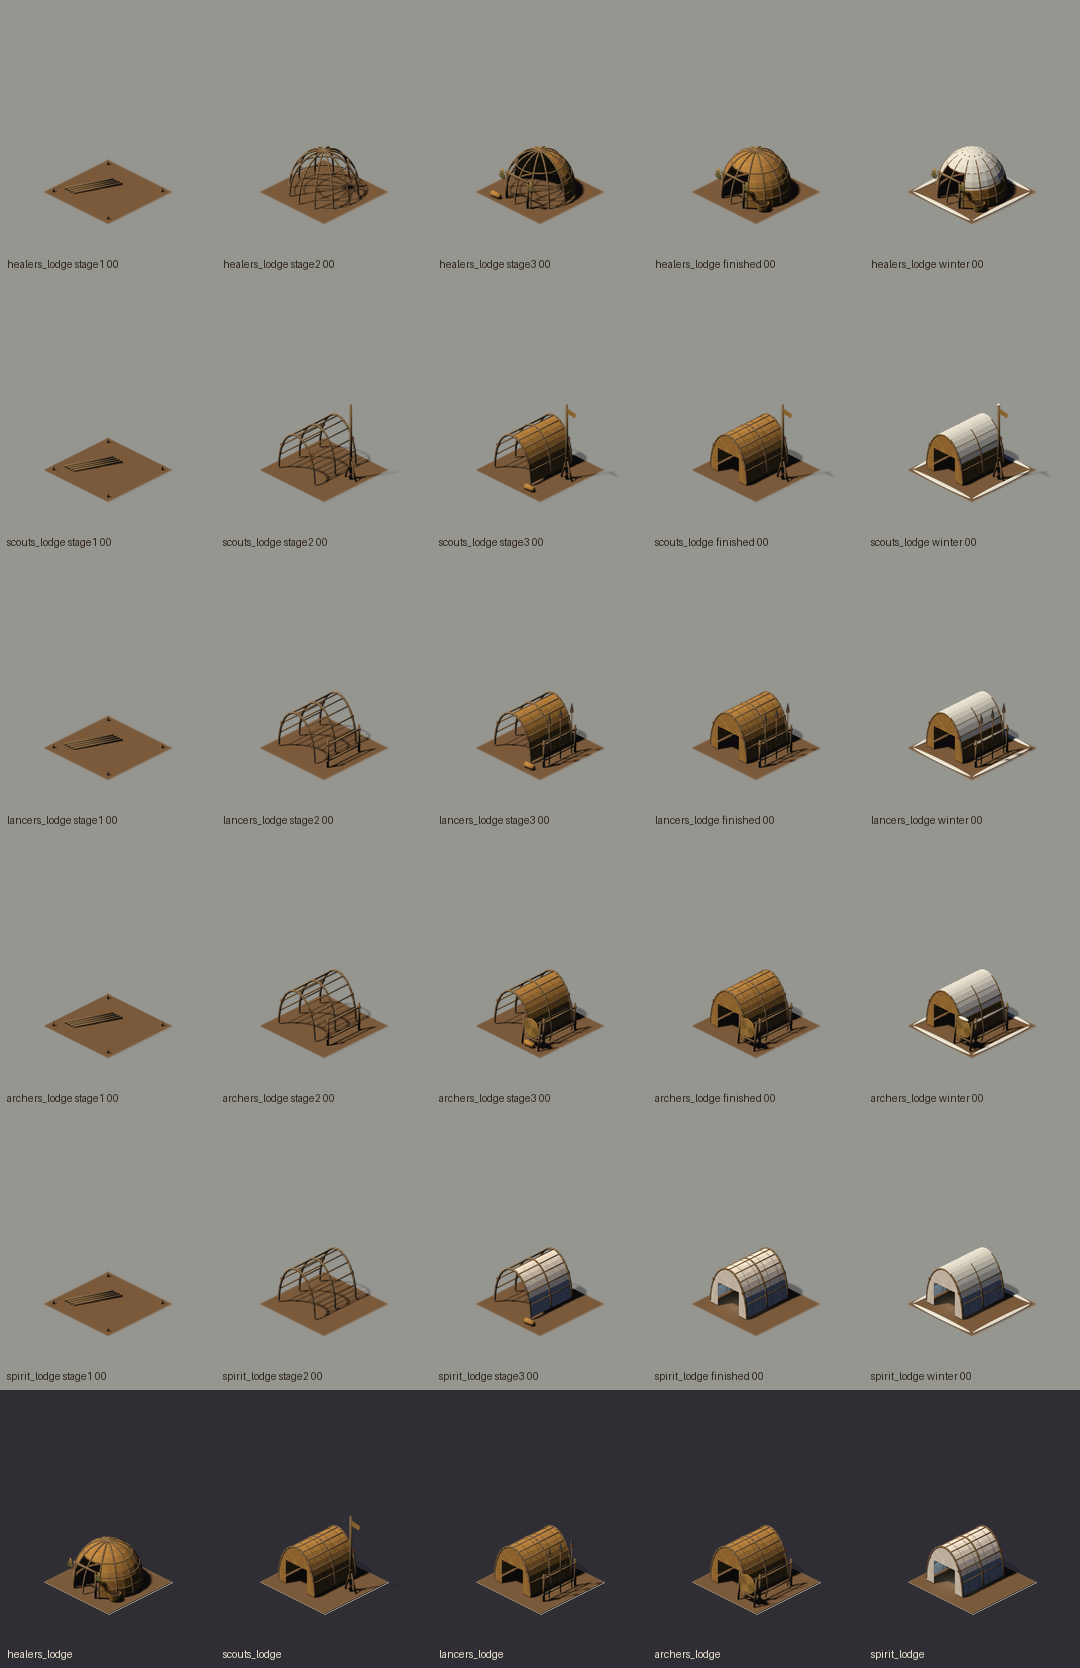 healers_lodge stage1 00
healers_lodge stage2 00
healers_lodge stage3 00
healers_lodge finished 00
healers_lodge winter 00
scouts_lodge stage1 00
scouts_lodge stage2 00
scouts_lodge stage3 00
scouts_lodge finished 00
scouts_lodge winter 00
lancers_lodge stage1 00
lancers_lodge stage2 00
lancers_lodge stage3 00
lancers_lodge finished 00
lancers_lodge winter 00
archers_lodge stage1 00
archers_lodge stage2 00
archers_lodge stage3 00
archers_lodge finished 00
archers_lodge winter 00
spirit_lodge stage1 00
spirit_lodge stage2 00
spirit_lodge stage3 00
spirit_lodge finished 00
spirit_lodge winter 00
healers_lodge
scouts_lodge
lancers_lodge
archers_lodge
spirit_lodge